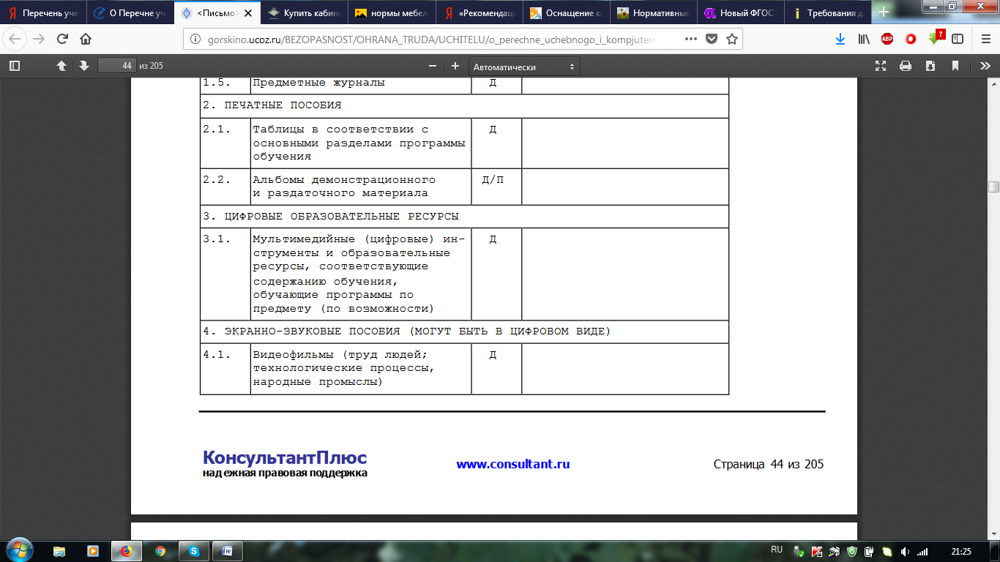 Перечень уч
О Перечне уч
<Письмо>
Купить кабин
нормы мебел
«Рекомендац
Оснащение ка
Нормативные
Новый ФГОС
Требования д
gorskino.ucoz.ru/BEZOPASNOST/OHRANA_TRUDA/UCHITELU/o_perechne_uchebnogo_i_kompjutern
ABP
?
44 из 205
Автоматически
1.5. Предметные журналы Д
2. ПЕЧАТНЫЕ ПОСОБИЯ
2.1. Таблицы в соответствии с Д
основными разделами программы
обучения
2.2. Альбомы демонстрационного Д/П
и раздаточного материала
3. ЦИФРОВЫЕ ОБРАЗОВАТЕЛЬНЫЕ РЕСУРСЫ
3.1. Мультимедийные (цифровые) ин- Д
струменты и образовательные
ресурсы, соответствующие
содержанию обучения,
обучающие программы по
предмету (по возможности)
4. ЭКРАННО-ЗВУКОВЫЕ ПОСОБИЯ (МОГУТ БЫТЬ В ЦИФРОВОМ ВИДЕ)
4.1. Видеофильмы (труд людей; Д
технологические процессы,
народные промыслы)
КонсультантПлюс
надежная правовая поддержка
www.consultant.ru
Страница 44 из 205
RU
21:25